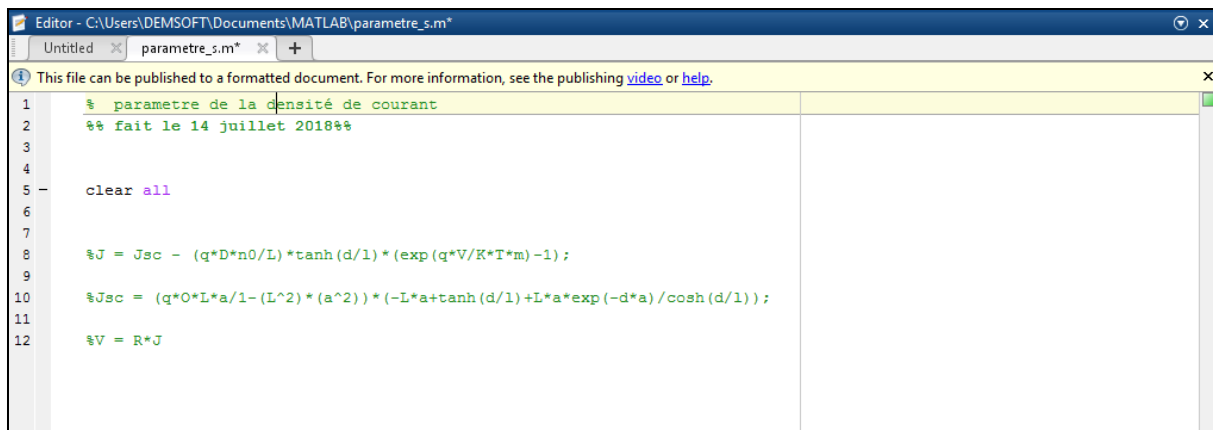 Editor - C:\Users\DEMSOFT\Documents\MATLAB\parametre_s.m*
Untitled parametre_s.m* +
This file can be published to a formatted document. For more information, see the publishing video or help.
1 % parametre de la densité de courant
2 %% fait le 14 juillet 2018%%
3
4
5 - clear all
6
7
8 %J = Jsc - (q*D*n0/L)*tanh(d/l)*(exp(q*V/K*T*m)-1);
9
10 %Jsc = (q*O*L*a/1-(L^2)*(a^2))*(-L*a+tanh(d/l)+L*a*exp(-d*a)/cosh(d/l));
11
12 %V = R*J